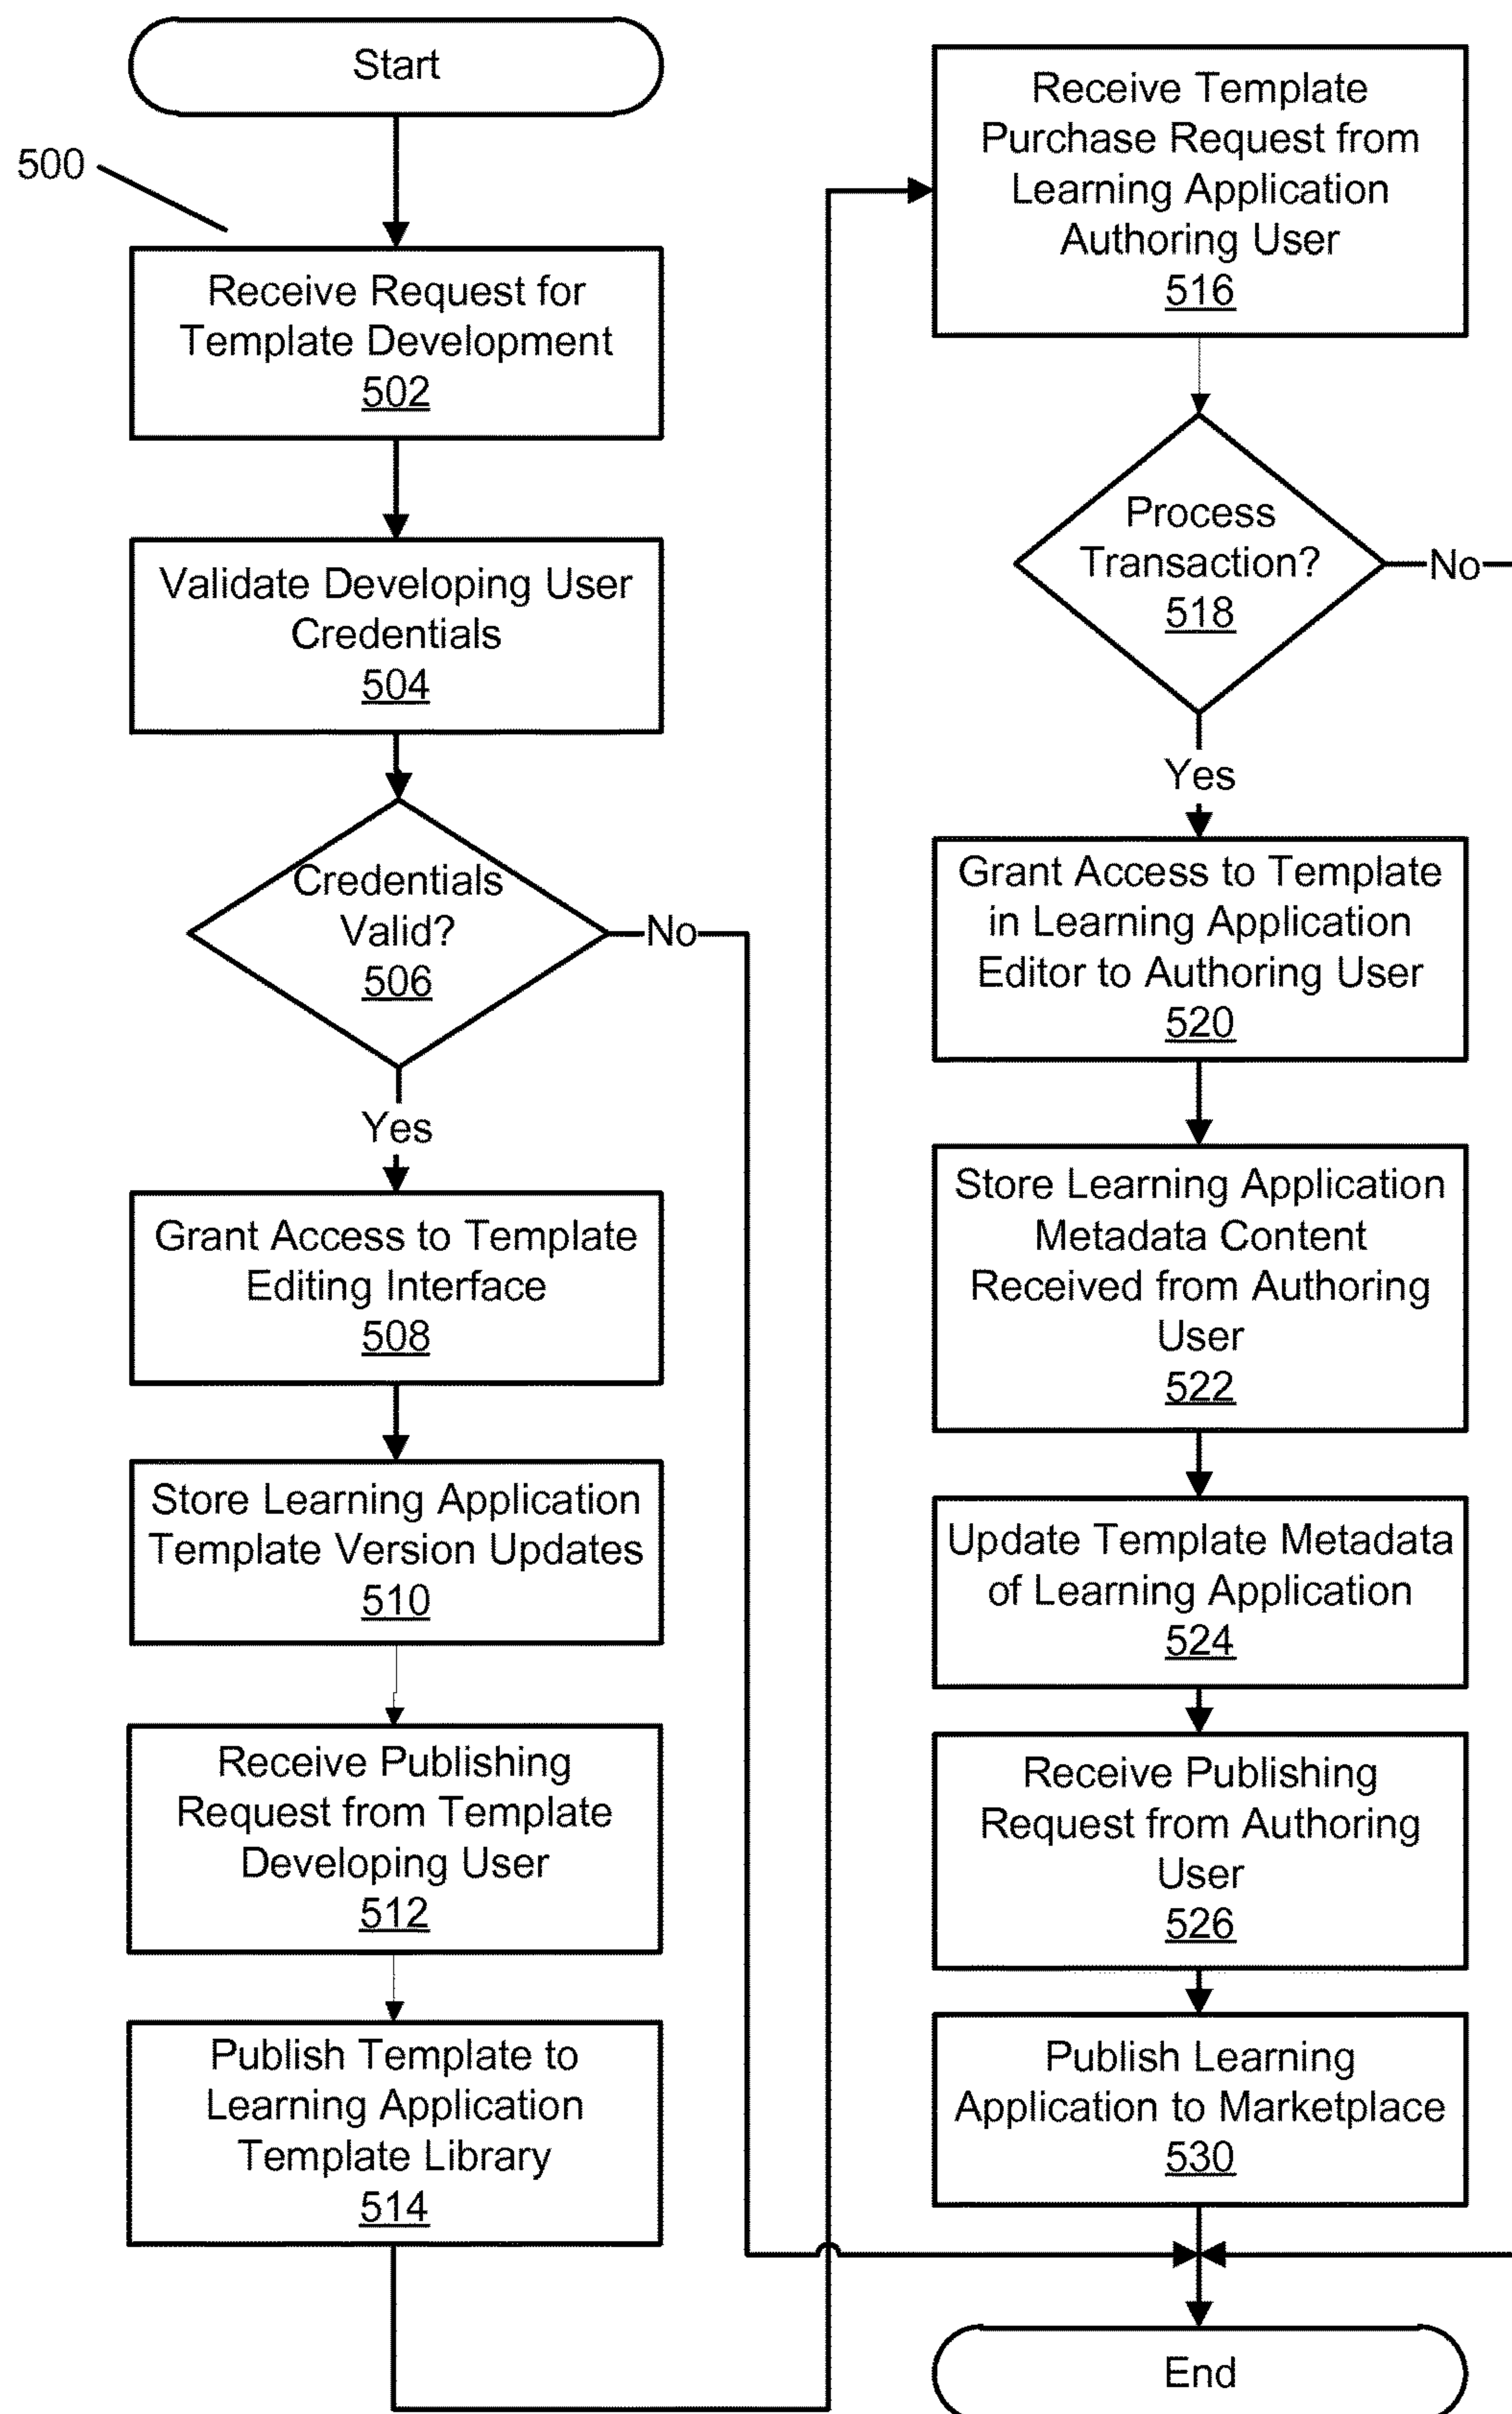 Start
500
Receive Request for
Template Development
502
Validate Developing User
Credentials
504
Credentials
Valid?
506
No
Yes
Grant Access to Template
Editing Interface
508
Store Learning Application
Template Version Updates
510
Receive Publishing
Request from Template
Developing User
512
Publish Template to
Learning Application
Template Library
514
Receive Template
Purchase Request from
Learning Application
Authoring User
516
Process
Transaction?
518
No
Yes
Grant Access to Template
in Learning Application
Editor to Authoring User
520
Store Learning Application
Metadata Content
Received from Authoring
User
522
Update Template Metadata
of Learning Application
524
Receive Publishing
Request from Authoring
User
526
Publish Learning
Application to Marketplace
530
End